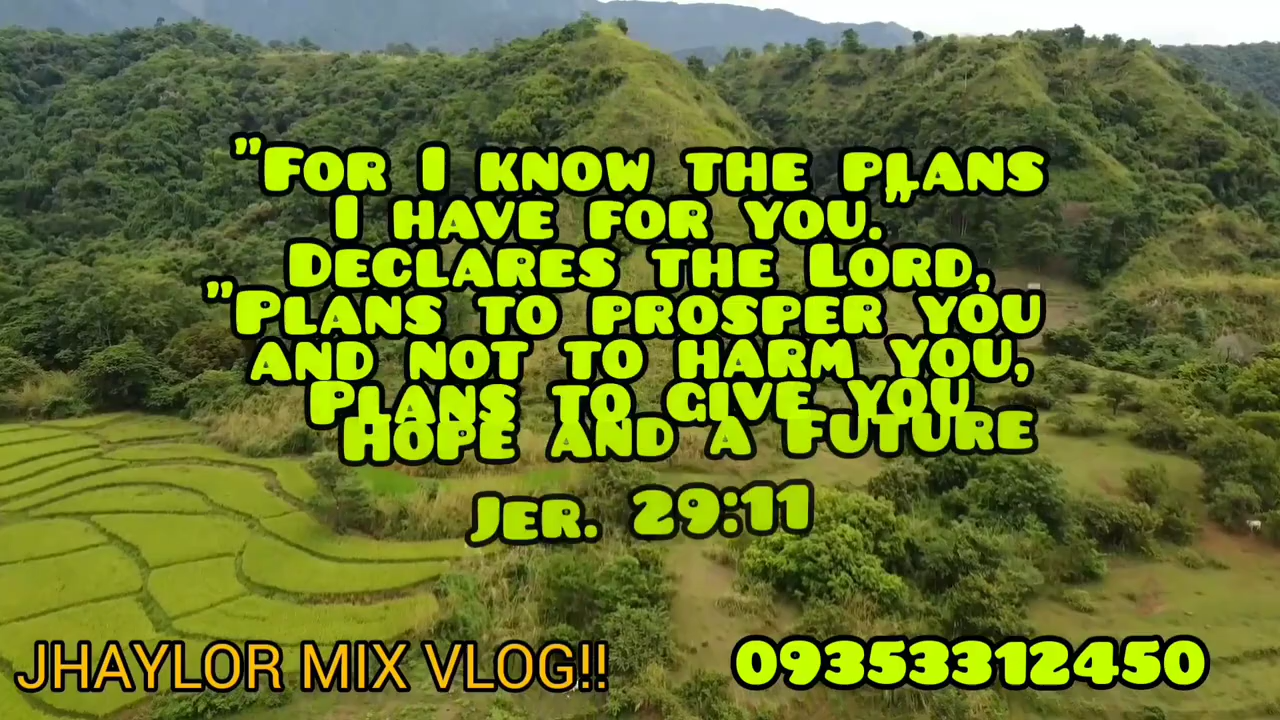 "For I know the plans
I have for you."
Declares the Lord,
"Plans to prosper you
and not to harm you,
Plans to give you
Hope and a Future
Jer. 29:11
JHAYLOR MIX VLOG!!
09353312450